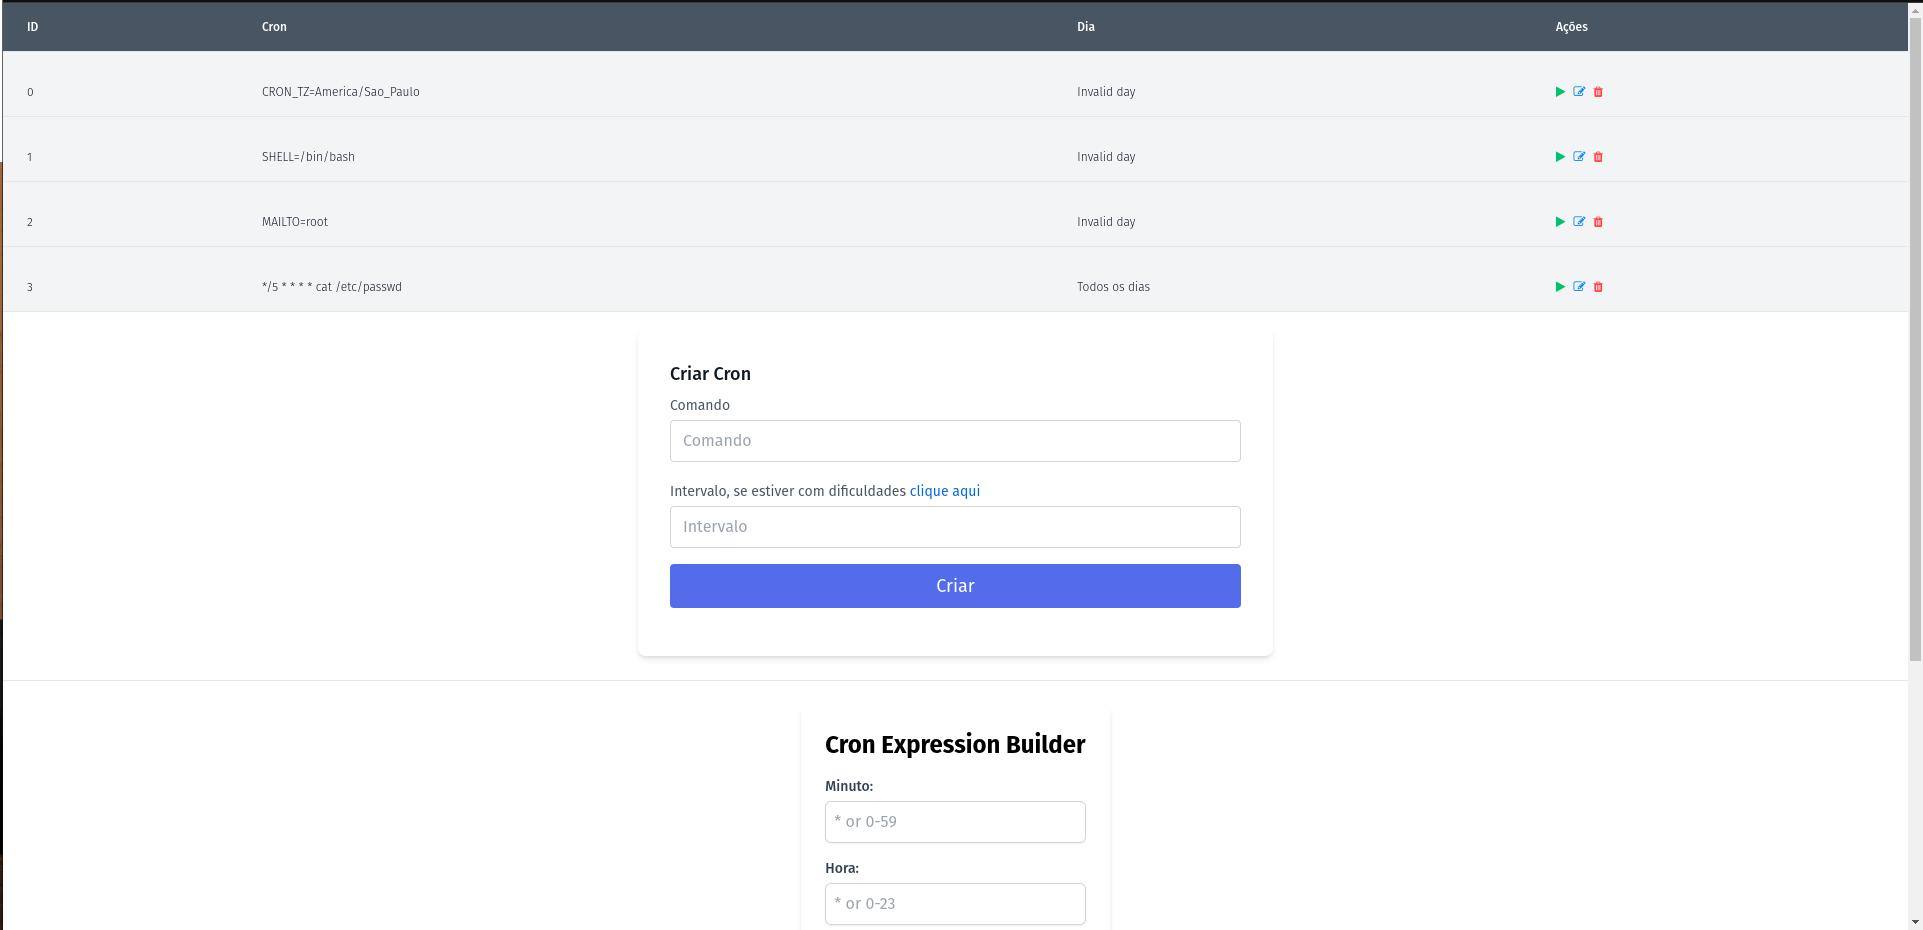 ID Cron Dia Ações
0 CRON_TZ=America/Sao_Paulo Invalid day
1 SHELL=/bin/bash Invalid day
2 MAILTO=root Invalid day
3 */5 * * * * cat /etc/passwd Todos os dias
Criar Cron
Comando
Comando
Intervalo, se estiver com dificuldades clique aqui
Intervalo
Criar
Cron Expression Builder
Minuto:
* or 0-59
Hora:
* or 0-23